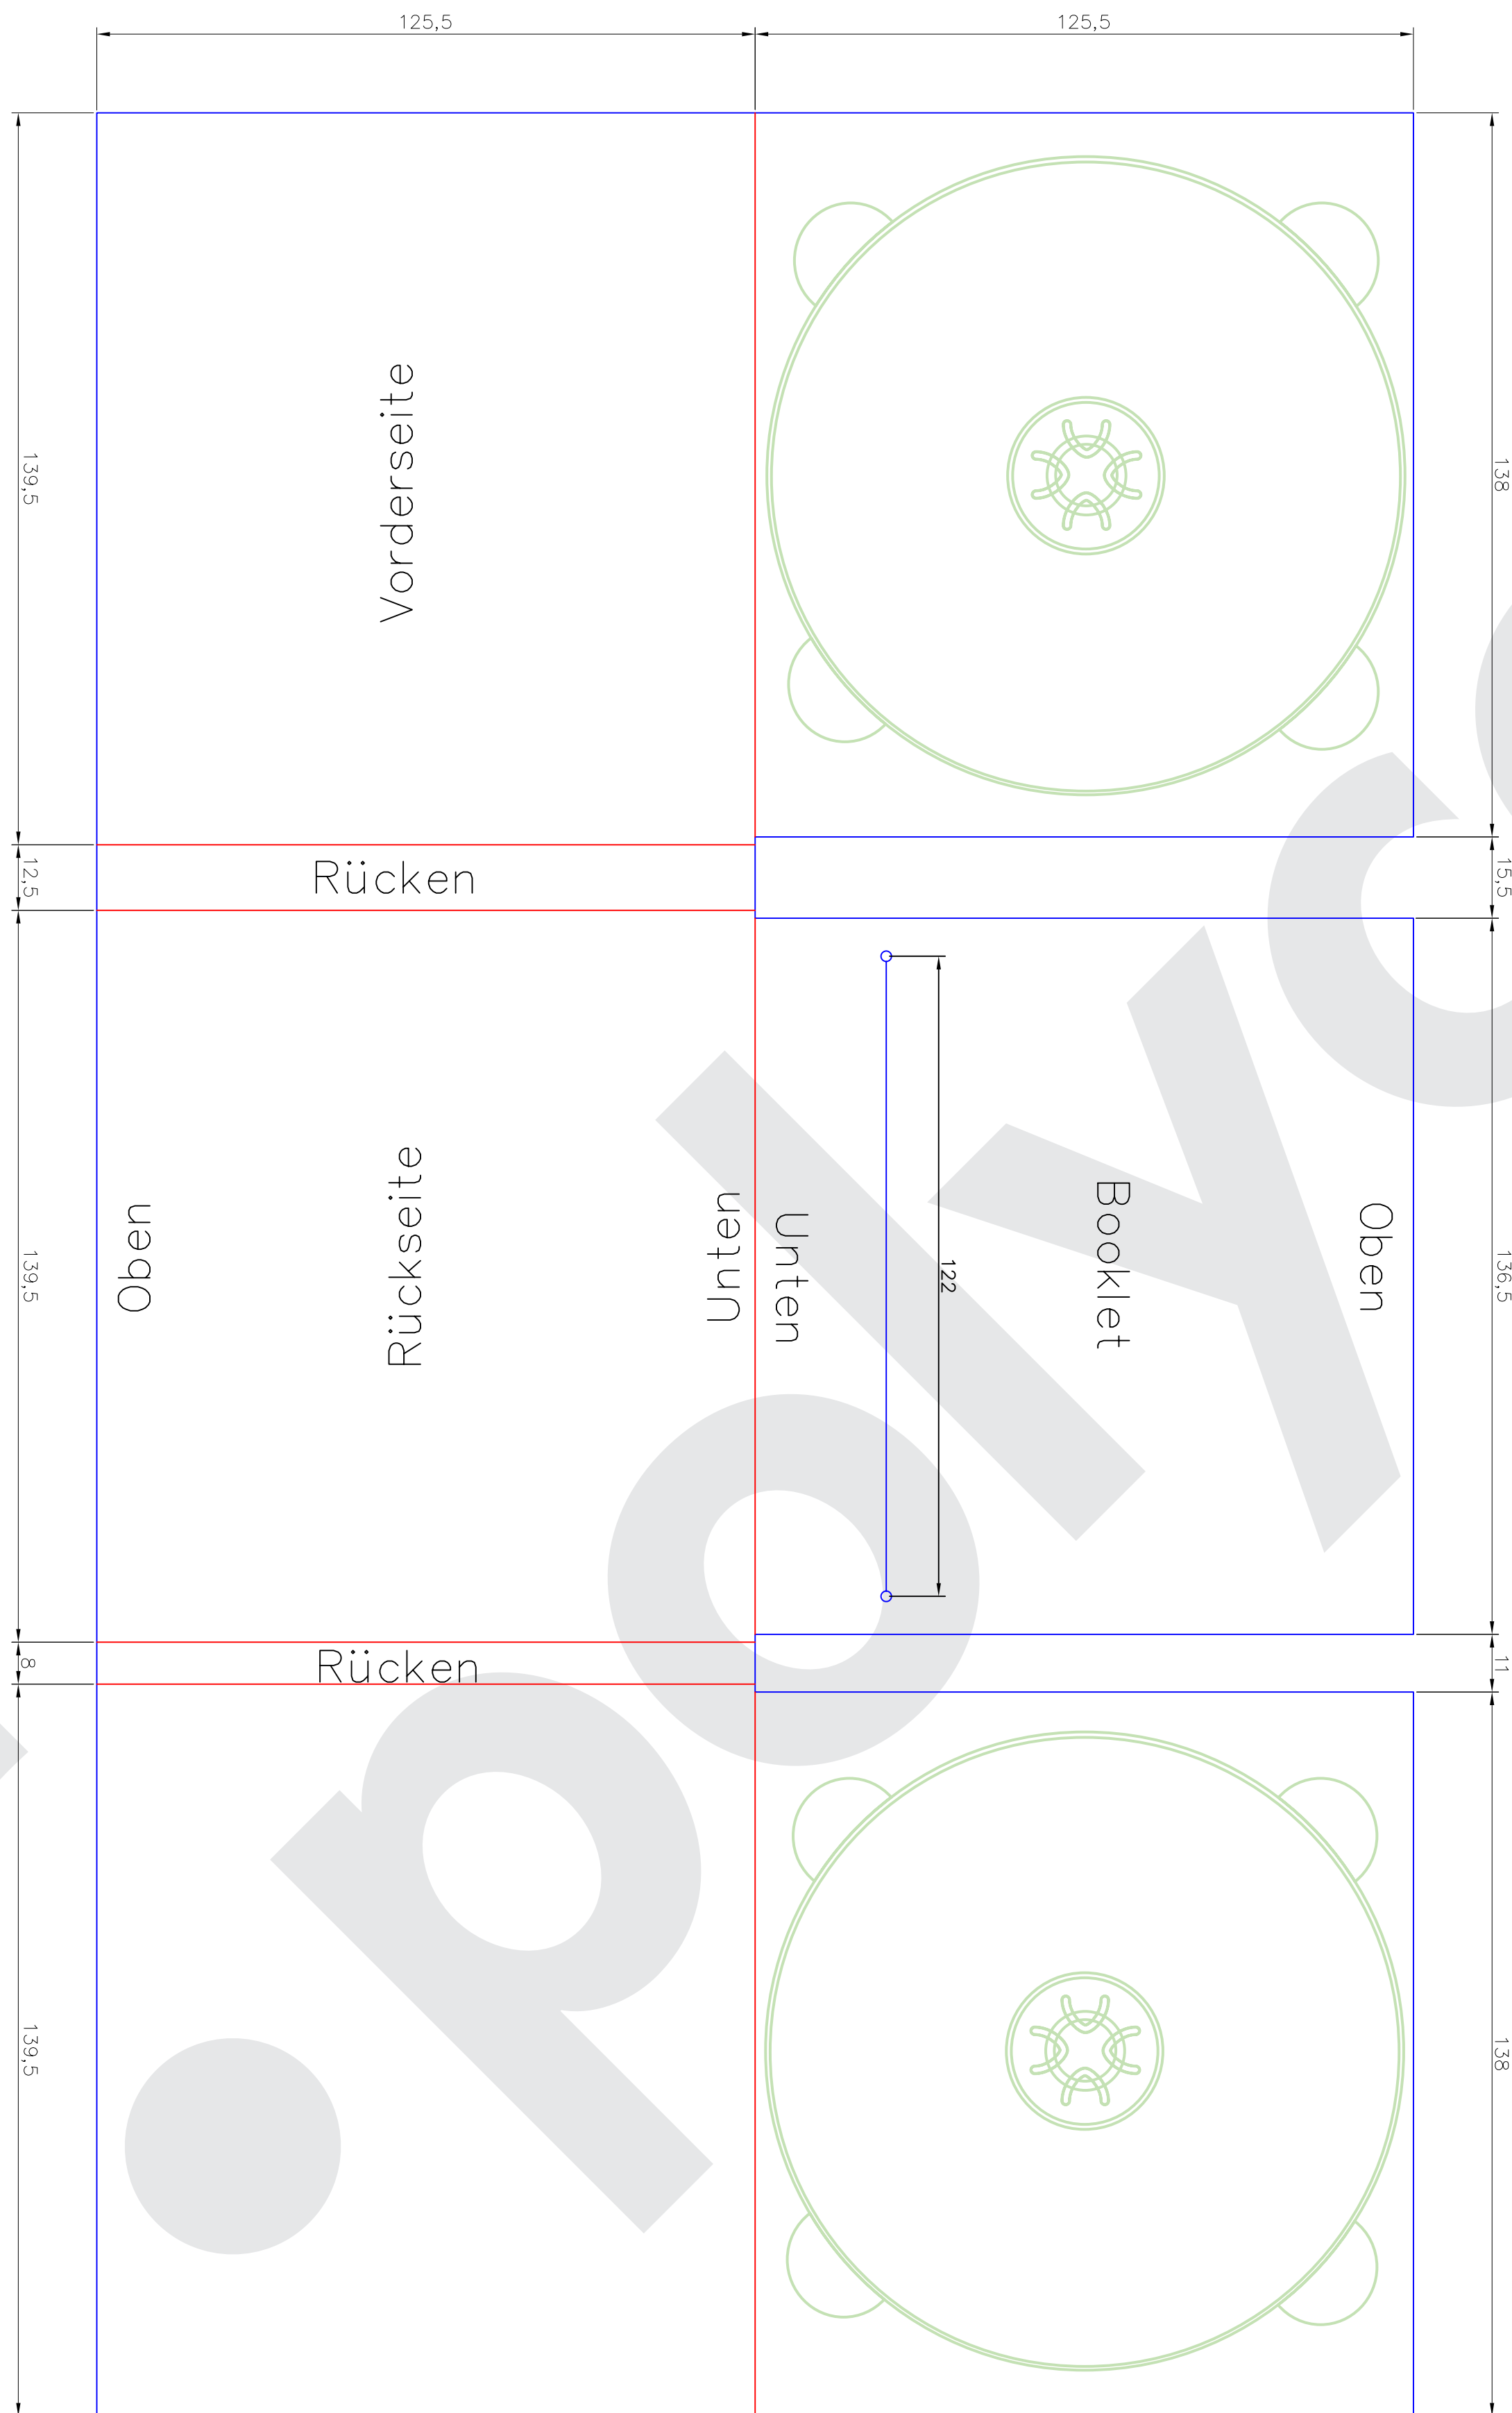 125,5
125,5
139,5
12,5
139,5
8
139,5
138
15,5
136,5
11
138
Vorderseite
Rücken
Rückseite
Oben
Unten
Unten
Booklet
Oben
122
Rücken